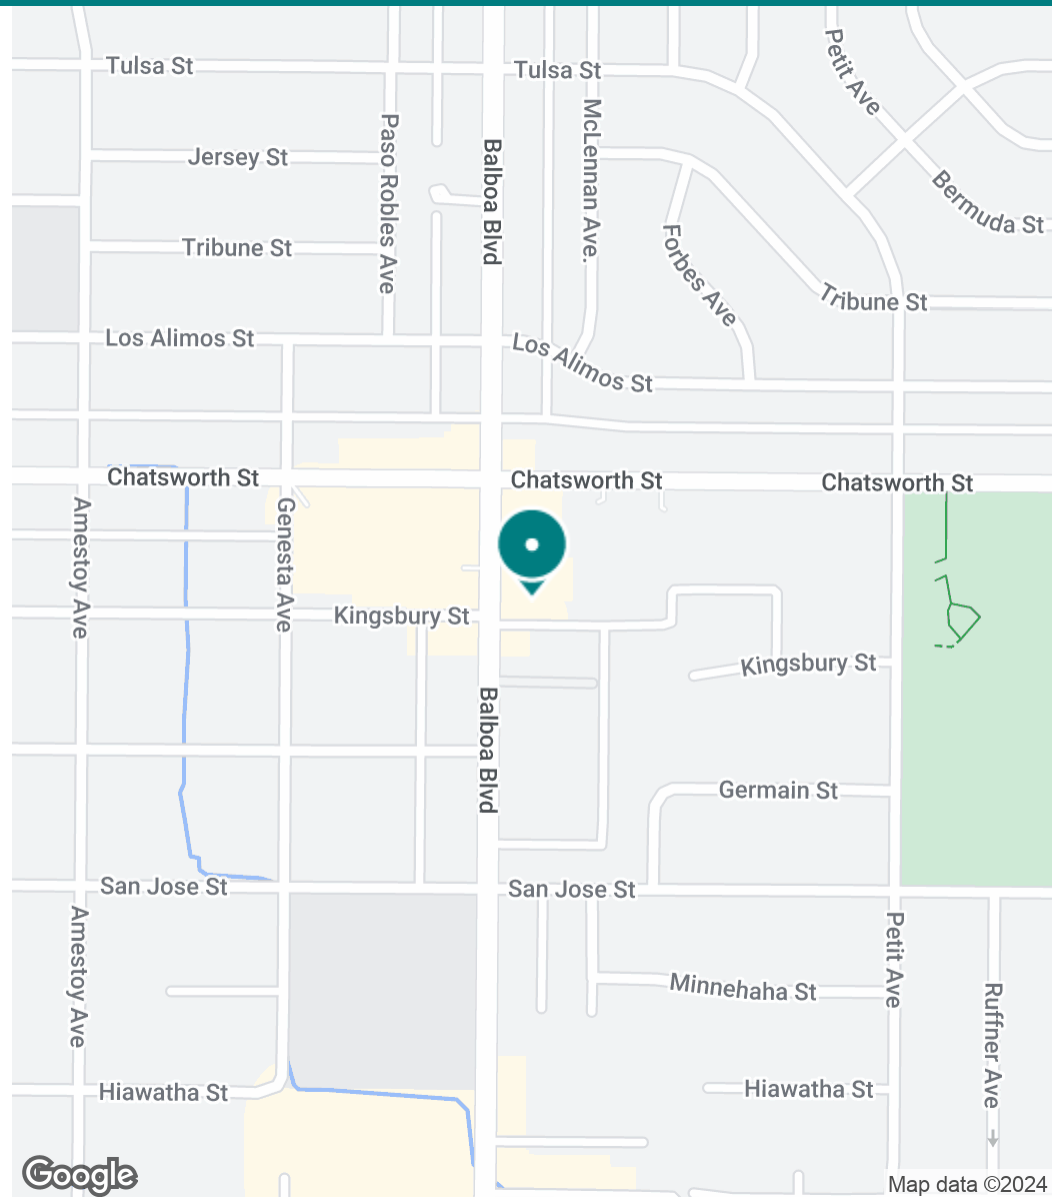 Tulsa St
Tulsa St
Petit Ave
Paso Robles Ave
Balboa Blvd
McLennan Ave.
Jersey St
Bermuda St
Forbes Ave
Tribune St
Tribune St
Los Alimos St
Los Alimos St
Chatsworth St
Chatsworth St
Chatsworth St
Amestoy Ave
Genesta Ave
Kingsbury St
Kingsbury St
Balboa Blvd
Germain St
San Jose St
San Jose St
Amestoy Ave
Petit Ave
Minnehaha St
Ruffner Ave
Hiawatha St
Hiawatha St
Google
Map data ©2024